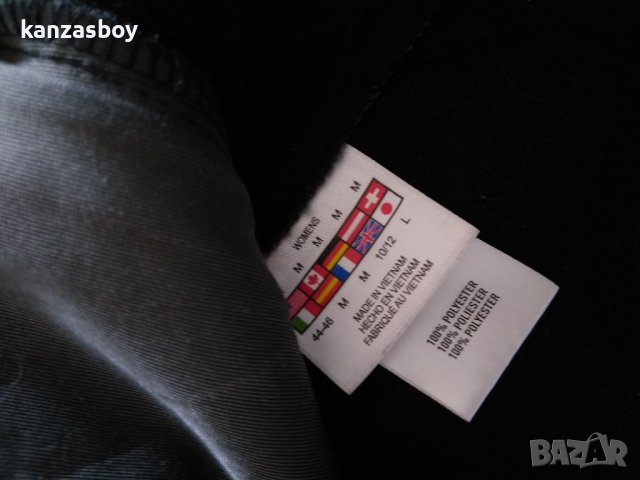 kanzasboy
WOMENS
M M M M
44-46 M M 10/12 L
MADE IN VIETNAM
HECHO EN VIETNAM
FABRIQUÉ AU VIETNAM
100% POLYESTER
100% POLIESTER
100% POLYESTER
BAZAR